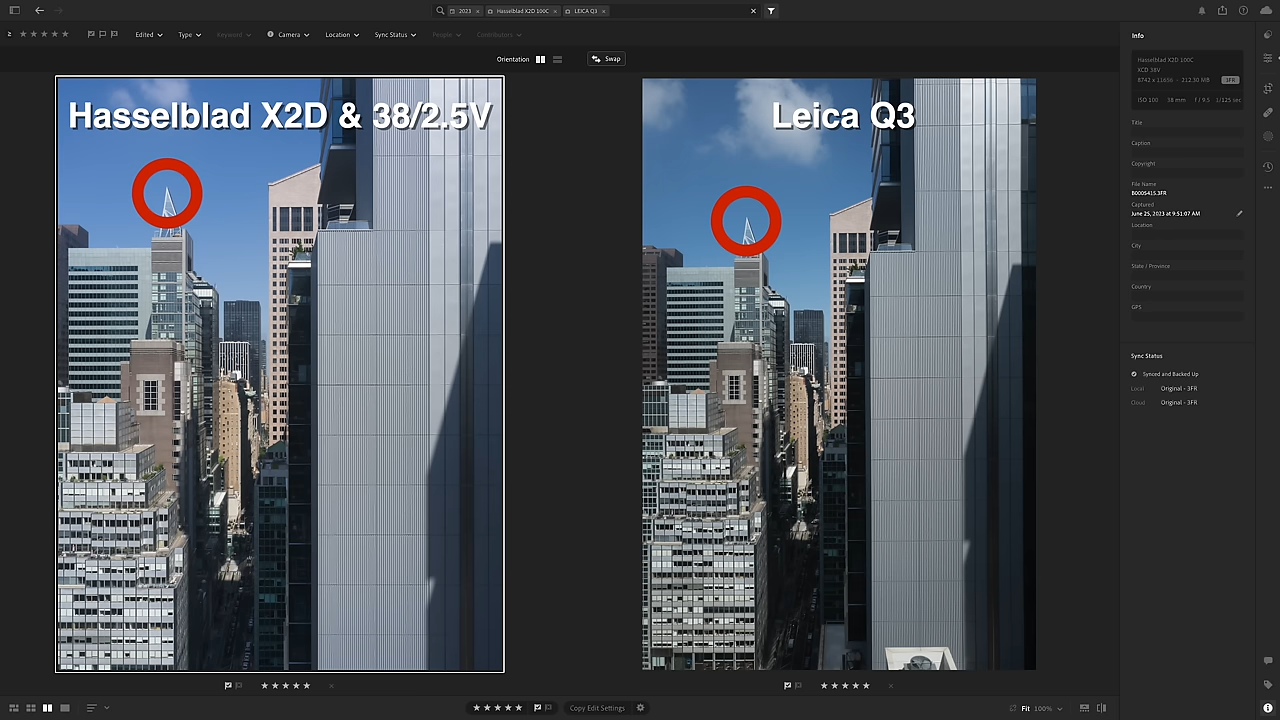 2023 × Hasselblad X2D 100C × LEICA Q3 × ×
≥ ★ ★ ★ ★ ★ Edited Type Keyword Camera Location Sync Status People Contributors
Orientation Swap
Hasselblad X2D & 38/2.5V
Leica Q3
★ ★ ★ ★ ★ ×
★ ★ ★ ★ ★ ×
★ ★ ★ ★ ★ Copy Edit Settings
Fit 100%
Info
Hasselblad X2D 100C
XCD 38V
8742 x 11656 - 212.30 MB 3FR
ISO 100 38 mm f / 9.5 1/125 sec
Title
Caption
Copyright
File Name
B0005415.3FR
Captured
June 25, 2023 at 9:51:07 AM
Location
City
State / Province
Country
GPS
Sync Status
Synced and Backed Up
Local Original - 3FR
Cloud Original - 3FR